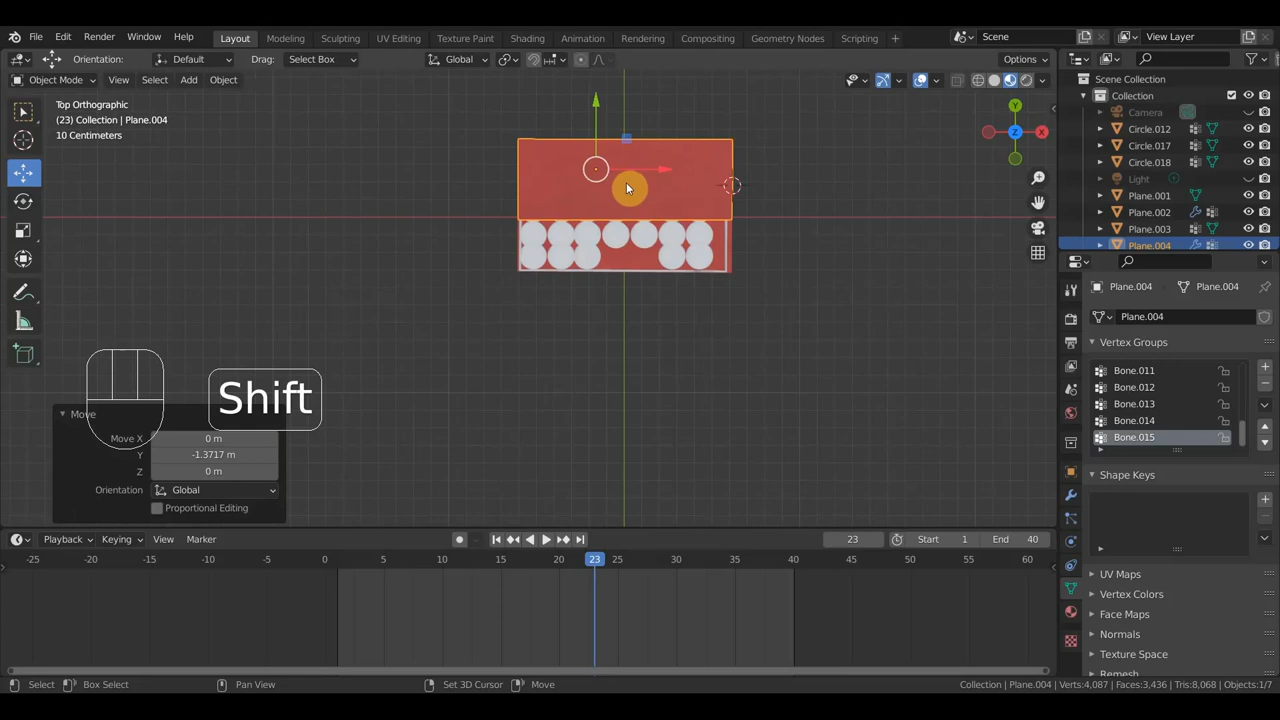 File Edit Render Window Help Layout Modeling Sculpting UV Editing Texture Paint Shading Animation Rendering Compositing Geometry Nodes Scripting + Scene View Layer
Orientation: Default Drag: Select Box Global Options
Object Mode View Select Add Object
Top Orthographic
(23) Collection | Plane.004
10 Centimeters
Y
X
Z
Scene Collection
Collection
Camera
Circle.012
Circle.017
Circle.018
Light
Plane.001
Plane.002
Plane.003
Plane.004
Plane.004 Plane.004
Plane.004
Vertex Groups
Bone.011
Bone.012
Bone.013
Bone.014
Bone.015
Shape Keys
UV Maps
Vertex Colors
Face Maps
Normals
Texture Space
Remesh
Shift
Move
Move X 0 m
Y -1.3717 m
Z 0 m
Orientation Global
Proportional Editing
Playback Keying View Marker 23 Start 1 End 40
-25 -20 -15 -10 -5 0 5 10 15 20 23 25 30 35 40 45 50 55 60
Select Box Select Pan View Set 3D Cursor Move Collection | Plane.004 | Verts:4,087 | Faces:3,436 | Tris:8,068 | Objects:1/7